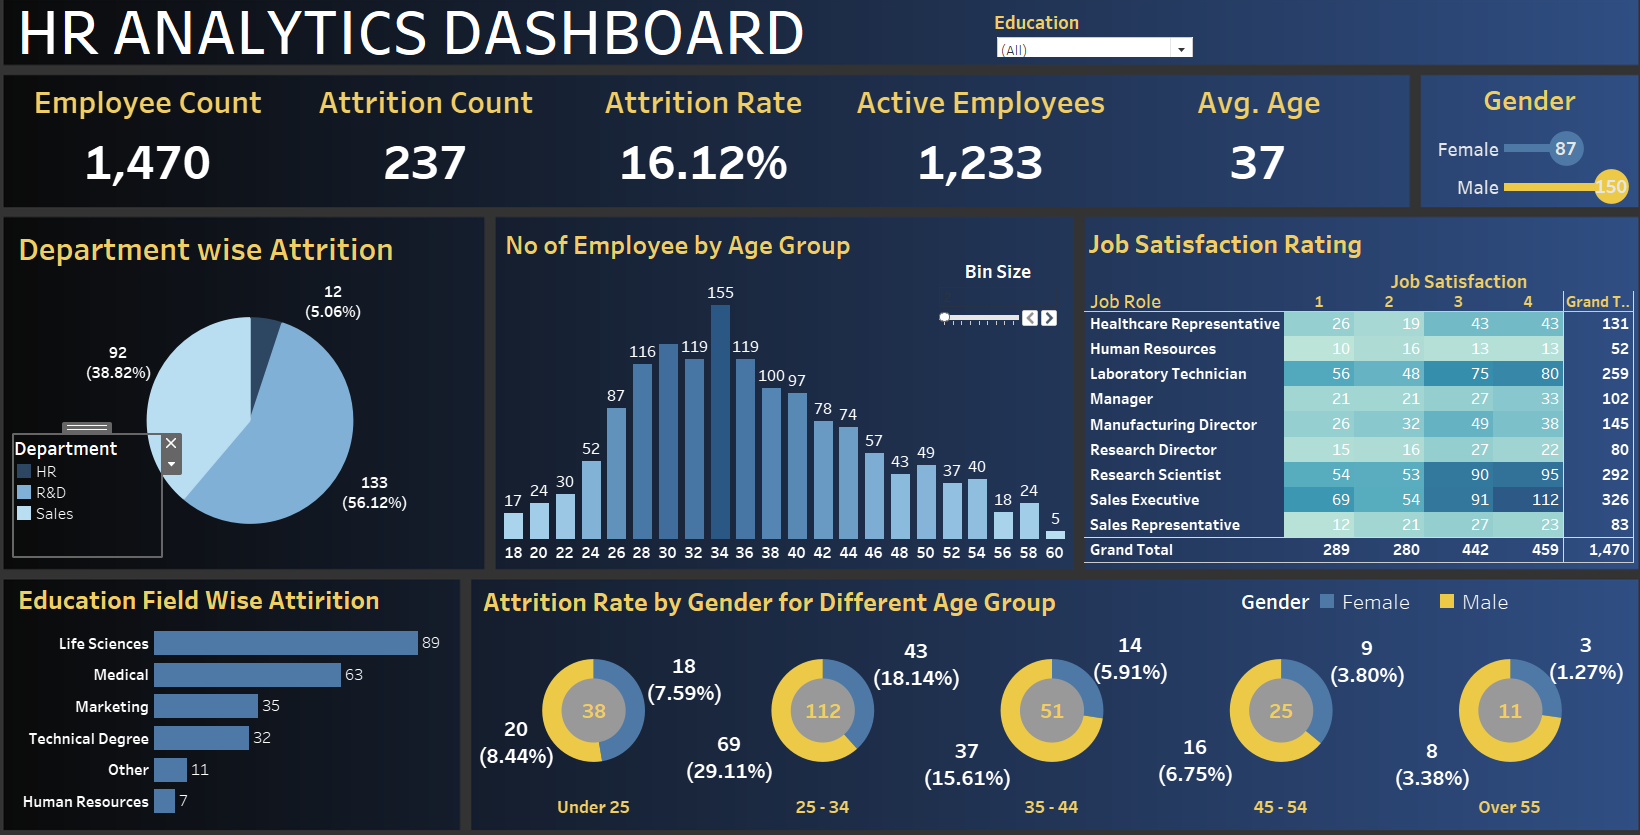 HR ANALYTICS DASHBOARD
Education
(All)
Employee Count
1,470
Attrition Count
237
Attrition Rate
16.12%
Active Employees
1,233
Avg. Age
37
Gender
Female 87
Male 150
Department wise Attrition
12
(5.06%)
92
(38.82%)
133
(56.12%)
Department
HR
R&D
Sales
No of Employee by Age Group
Bin Size
17 24 30 52 87 116 119 155 119 100 97 78 74 57 43 49 37 40 18 24 5
18 20 22 24 26 28 30 32 34 36 38 40 42 44 46 48 50 52 54 56 58 60
Job Satisfaction Rating
Job Satisfaction
Job Role 1 2 3 4 Grand T..
Healthcare Representative 26 19 43 43 131
Human Resources 10 16 13 13 52
Laboratory Technician 56 48 75 80 259
Manager 21 21 27 33 102
Manufacturing Director 26 32 49 38 145
Research Director 15 16 27 22 80
Research Scientist 54 53 90 95 292
Sales Executive 69 54 91 112 326
Sales Representative 12 21 27 23 83
Grand Total 289 280 442 459 1,470
Education Field Wise Attirition
Life Sciences 89
Medical 63
Marketing 35
Technical Degree 32
Other 11
Human Resources 7
Attrition Rate by Gender for Different Age Group
Gender Female Male
18
(7.59%)
38
20
(8.44%)
Under 25
43
(18.14%)
112
69
(29.11%)
25 - 34
14
(5.91%)
51
37
(15.61%)
35 - 44
9
(3.80%)
25
16
(6.75%)
45 - 54
3
(1.27%)
11
8
(3.38%)
Over 55